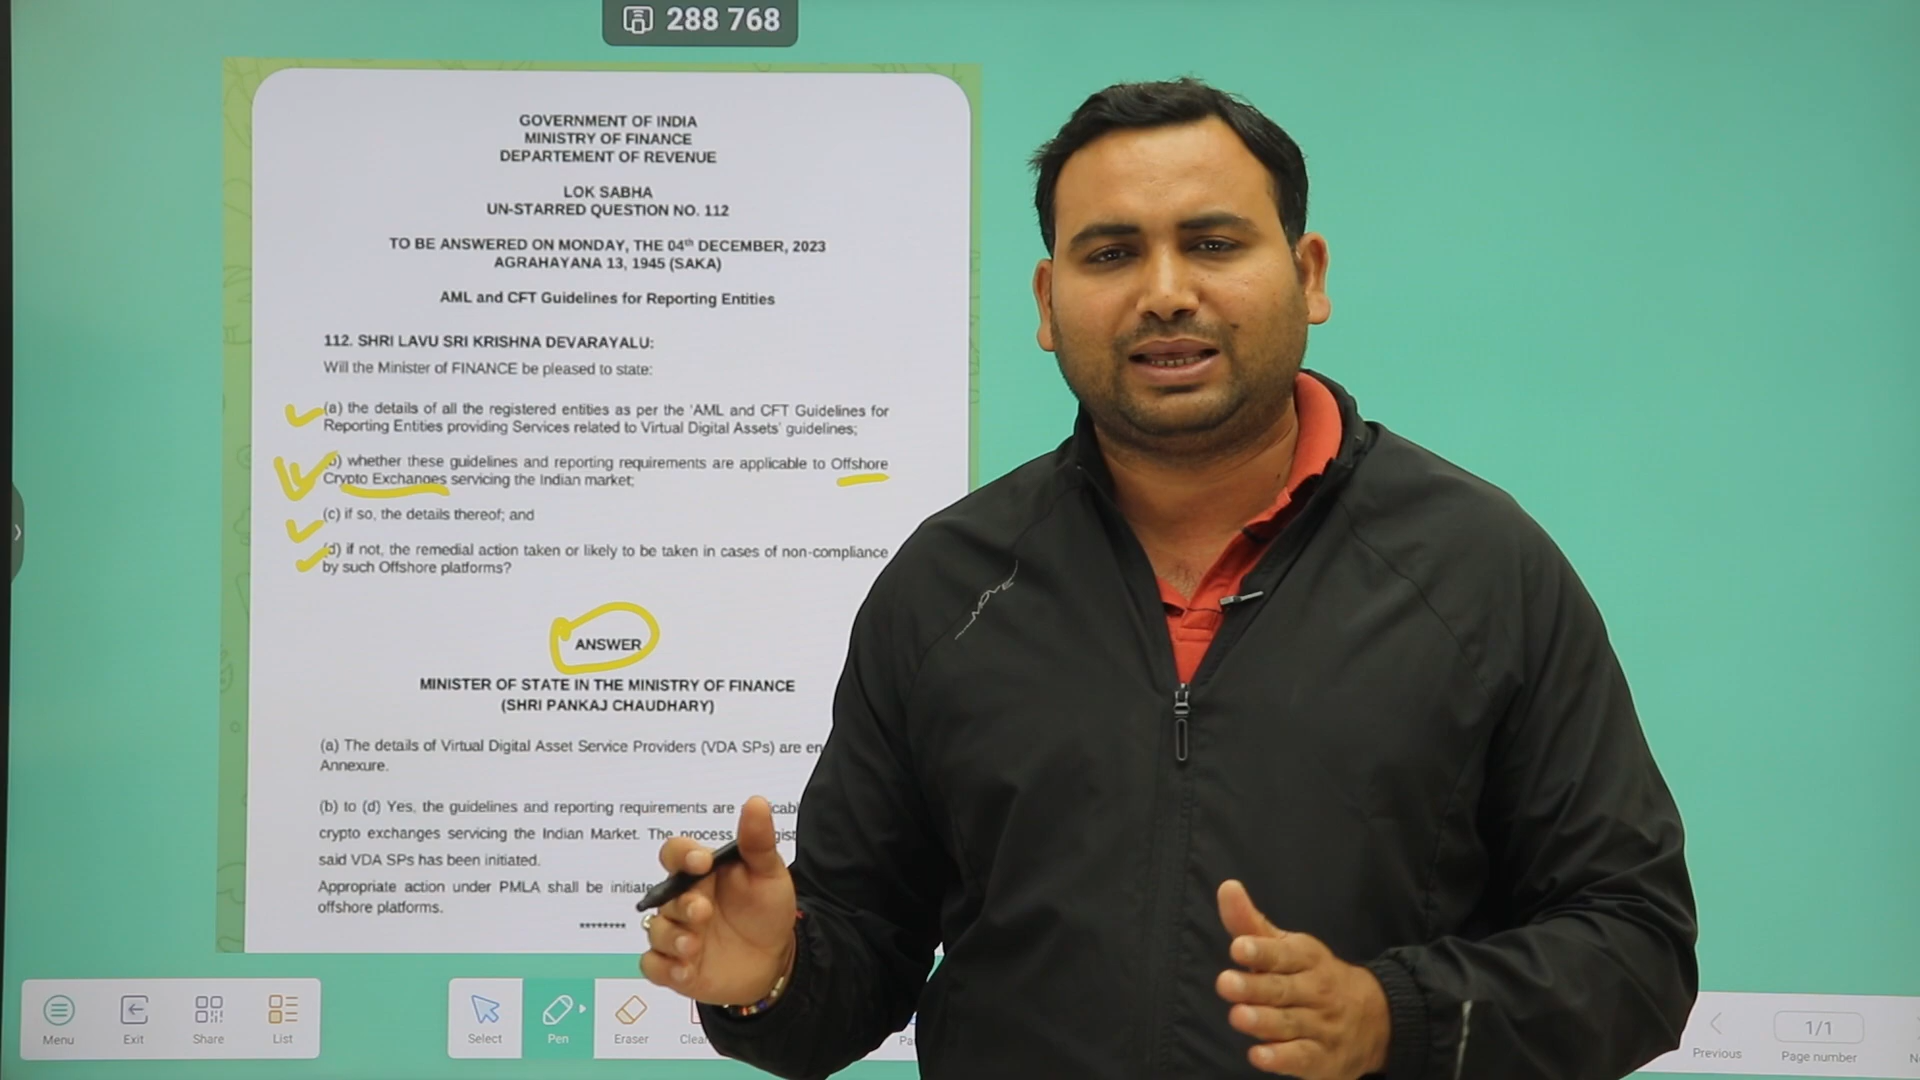 288 768
GOVERNMENT OF INDIA
MINISTRY OF FINANCE
DEPARTEMENT OF REVENUE
LOK SABHA
UN-STARRED QUESTION NO. 112
TO BE ANSWERED ON MONDAY, THE 04th DECEMBER, 2023
AGRAHAYANA 13, 1945 (SAKA)
AML and CFT Guidelines for Reporting Entities
112. SHRI LAVU SRI KRISHNA DEVARAYALU:
Will the Minister of FINANCE be pleased to state:
(a) the details of all the registered entities as per the 'AML and CFT Guidelines for
Reporting Entities providing Services related to Virtual Digital Assets' guidelines;
b) whether these guidelines and reporting requirements are applicable to Offshore
Crypto Exchanges servicing the Indian market;
(c) if so, the details thereof; and
(d) if not, the remedial action taken or likely to be taken in cases of non-compliance
by such Offshore platforms?
ANSWER
MINISTER OF STATE IN THE MINISTRY OF FINANCE
(SHRI PANKAJ CHAUDHARY)
(a) The details of Virtual Digital Asset Service Providers (VDA SPs) are
Annexure.
(b) to (d) Yes, the guidelines and reporting requirements are
crypto exchanges servicing the Indian Market. The process
said VDA SPs has been initiated.
Appropriate action under PMLA shall be
offshore platforms.
********
MOVE
Menu
Exit
Share
List
Select
Pen
Eraser
Clear
Previous
1/1
Page number